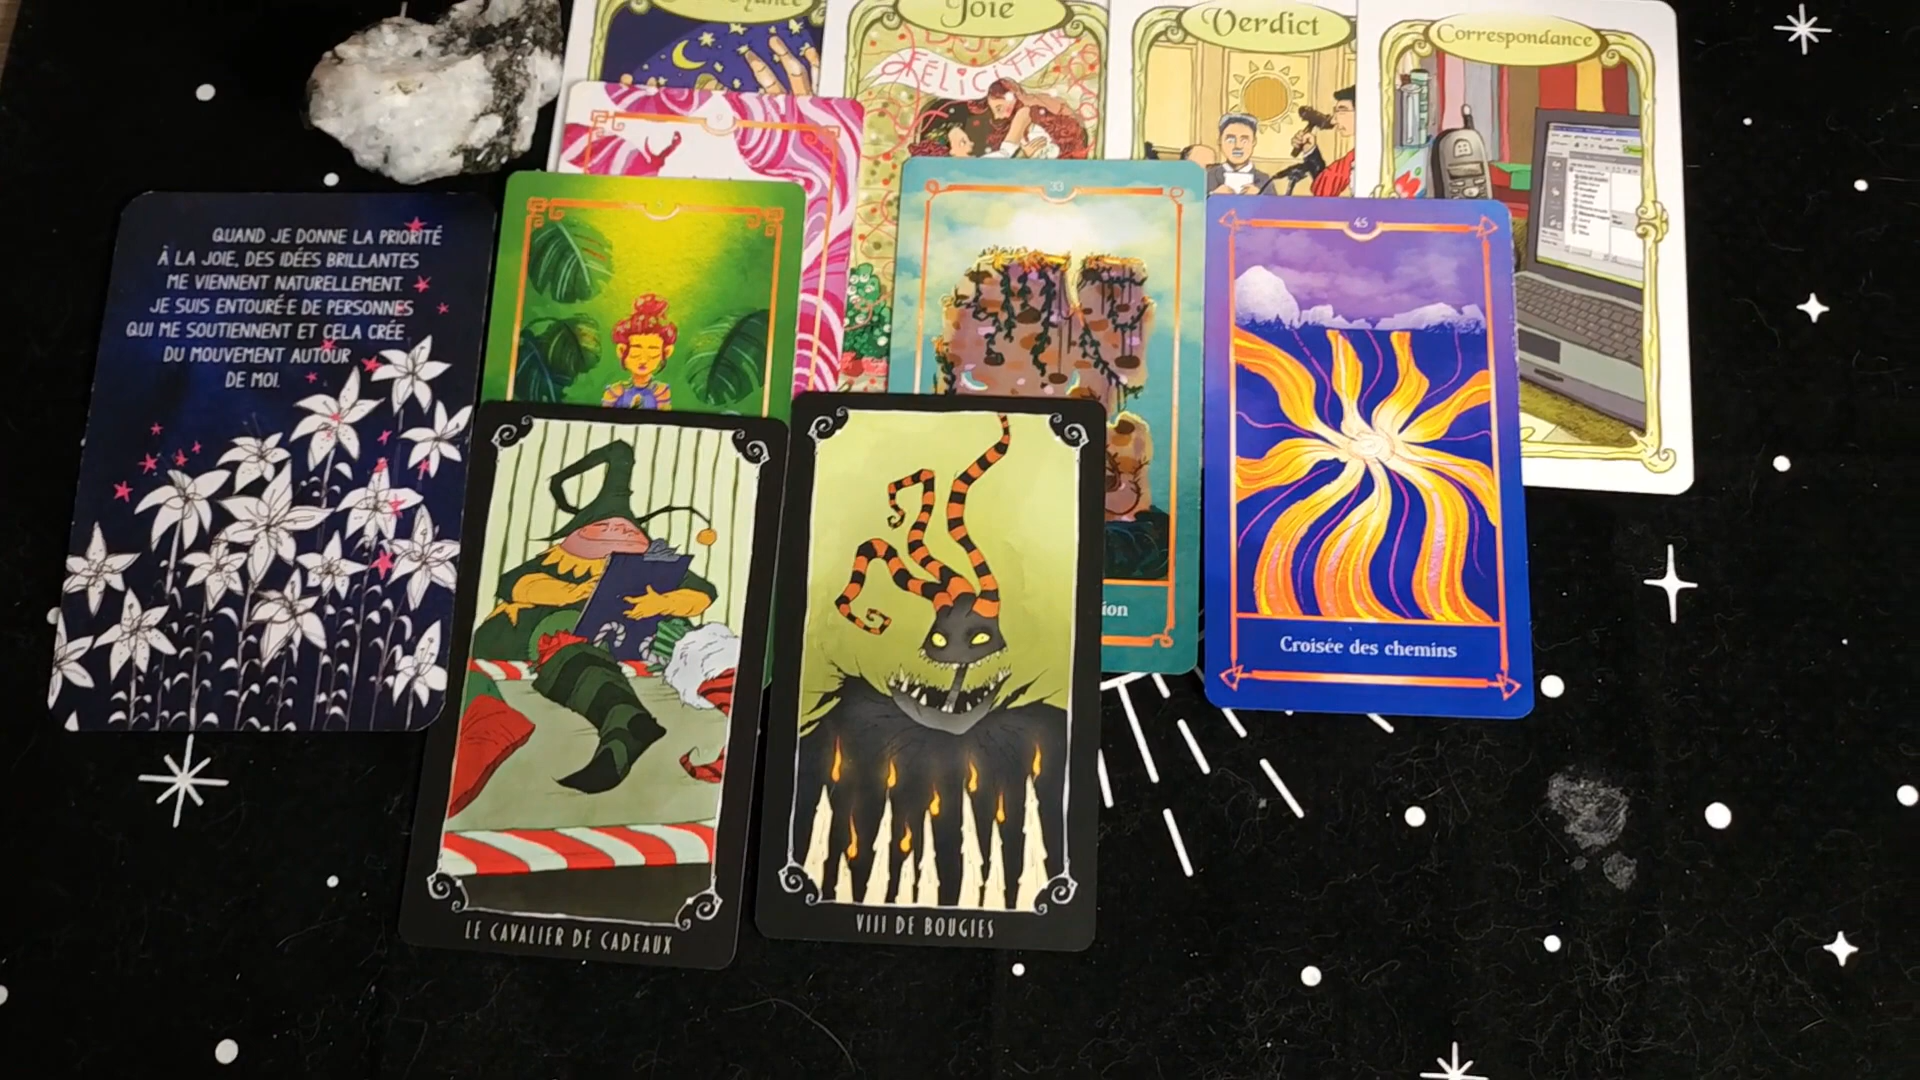 Joie
Verdict
Correspondance
FÉLICITATI
33
45
QUAND JE DONNE LA PRIORITÉ
À LA JOIE, DES IDÉES BRILLANTES
ME VIENNENT NATURELLEMENT.
JE SUIS ENTOURÉ·E DE PERSONNES
QUI ME SOUTIENNENT ET CELA CRÉE
DU MOUVEMENT AUTOUR
DE MOI.
ion
Croisée des chemins
LE CAVALIER DE CADEAUX
VIII DE BOUGIES